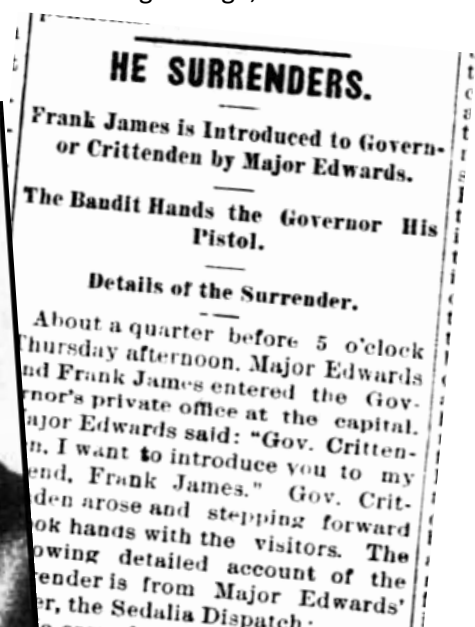 HE SURRENDERS.
Frank James is Introduced to Govern-
or Crittenden by Major Edwards.
The Bandit Hands the Governor His
Pistol.
Details of the Surrender.
About a quarter before 5 o'clock
Thursday afternoon, Major Edwards
nd Frank James entered the Gov-
nor's private office at the capital.
ajor Edwards said: "Gov. Critten-
n, I want to introduce you to my
end, Frank James." Gov. Crit-
den arose and stepping forward
ook hands with the visitors. The
owing detailed account of the
render is from Major Edwards'
er, the Sedalia Dispatch: